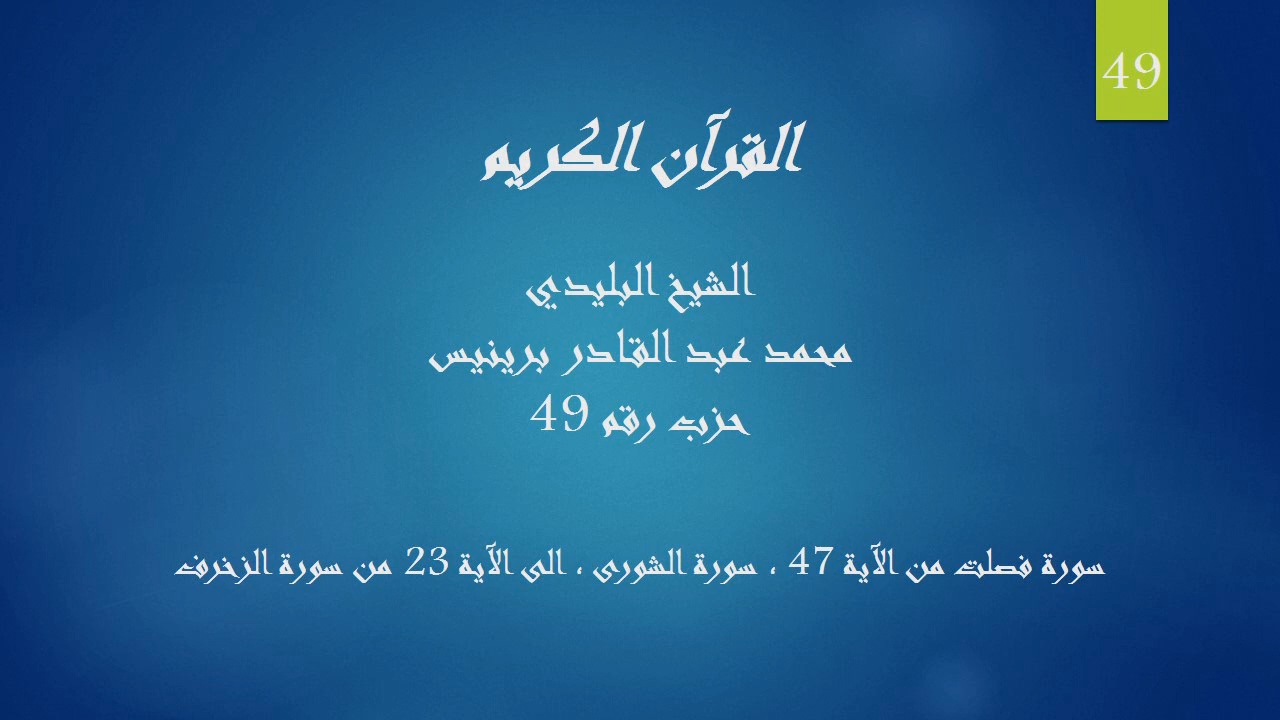 49
القرآن الكريم
الشيخ البليدي
محمد عبد القادر برينيس
حزب رقم 49
سورة فصلت من الآية 47 ، سورة الشورى ، الى الآية 23 من سورة الزخرف